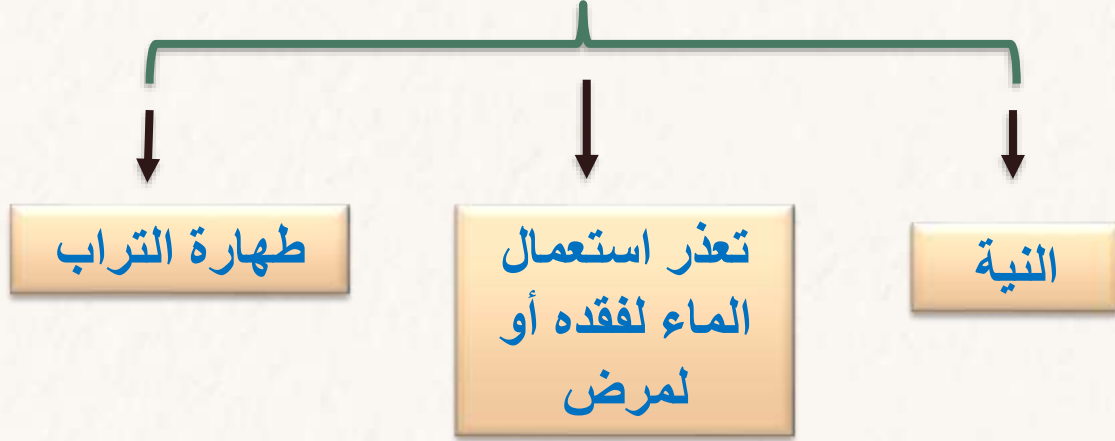 النية
تعذر استعمال
الماء لفقده أو
لمرض
طهارة التراب